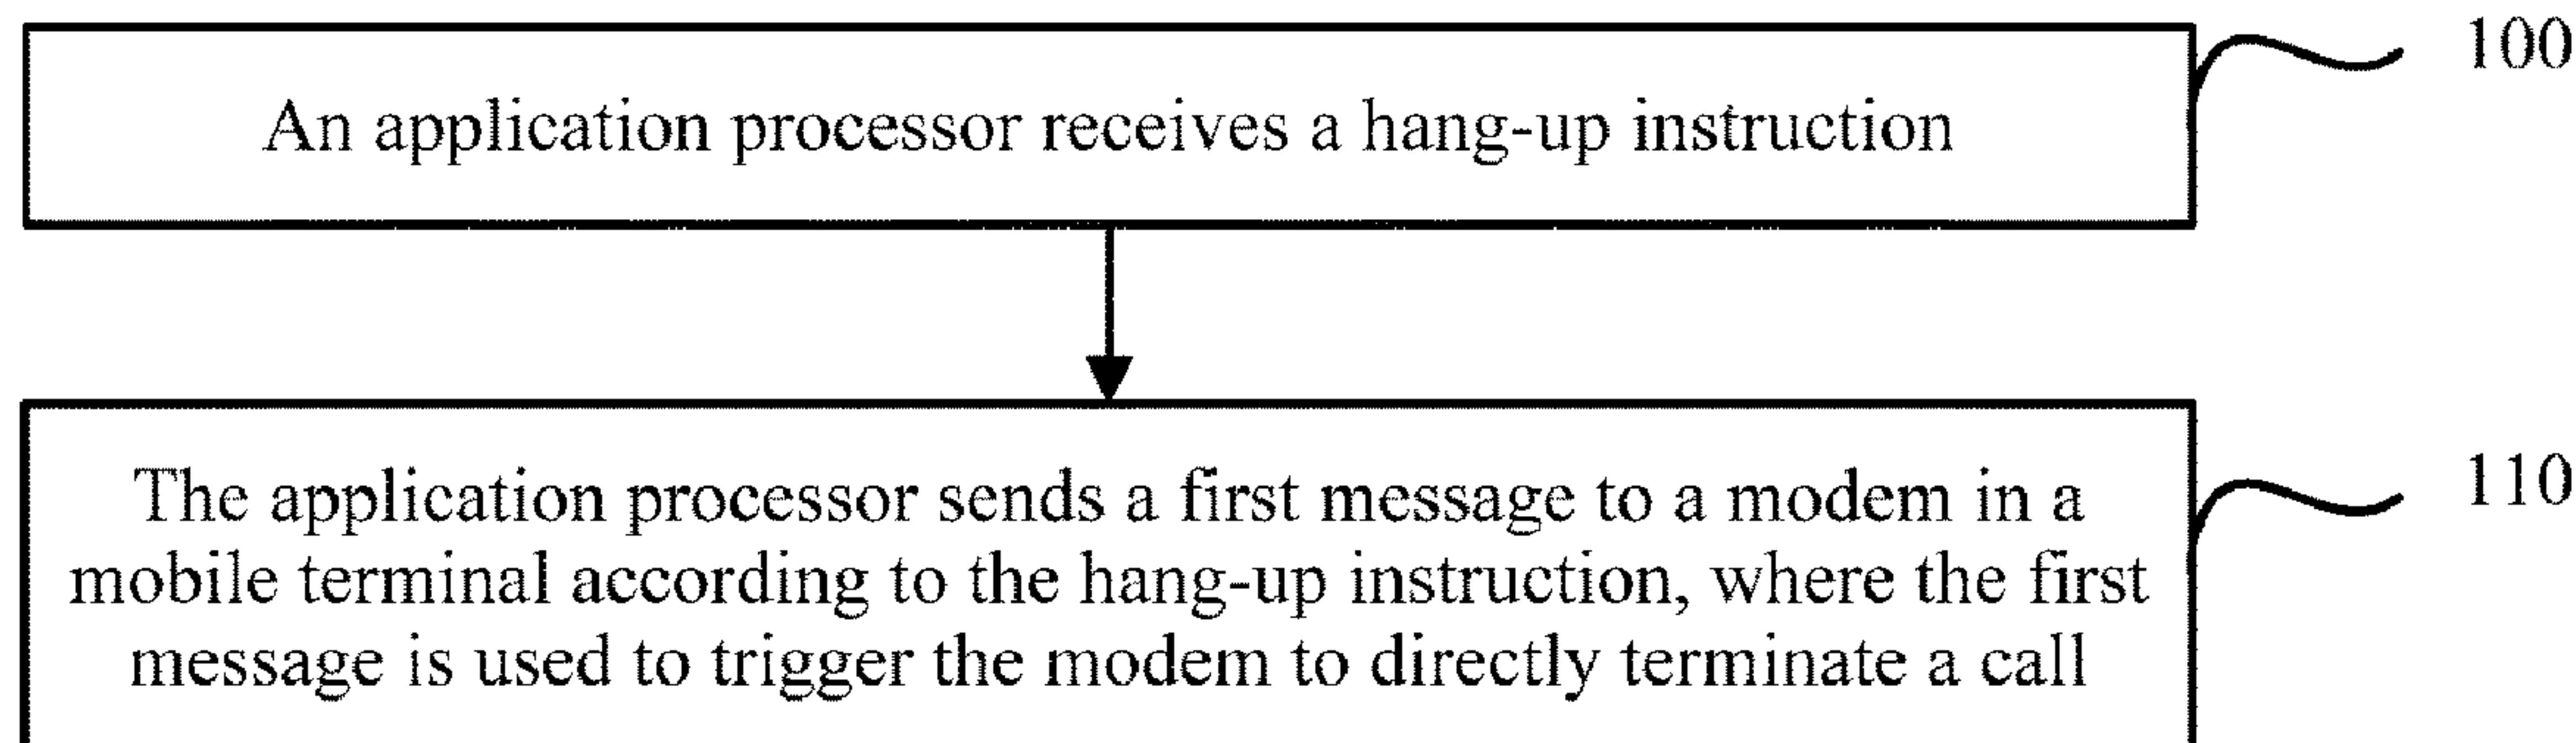 An application processor receives a hang-up instruction
100
The application processor sends a first message to a modem in a
mobile terminal according to the hang-up instruction, where the first
message is used to trigger the modem to directly terminate a call
110